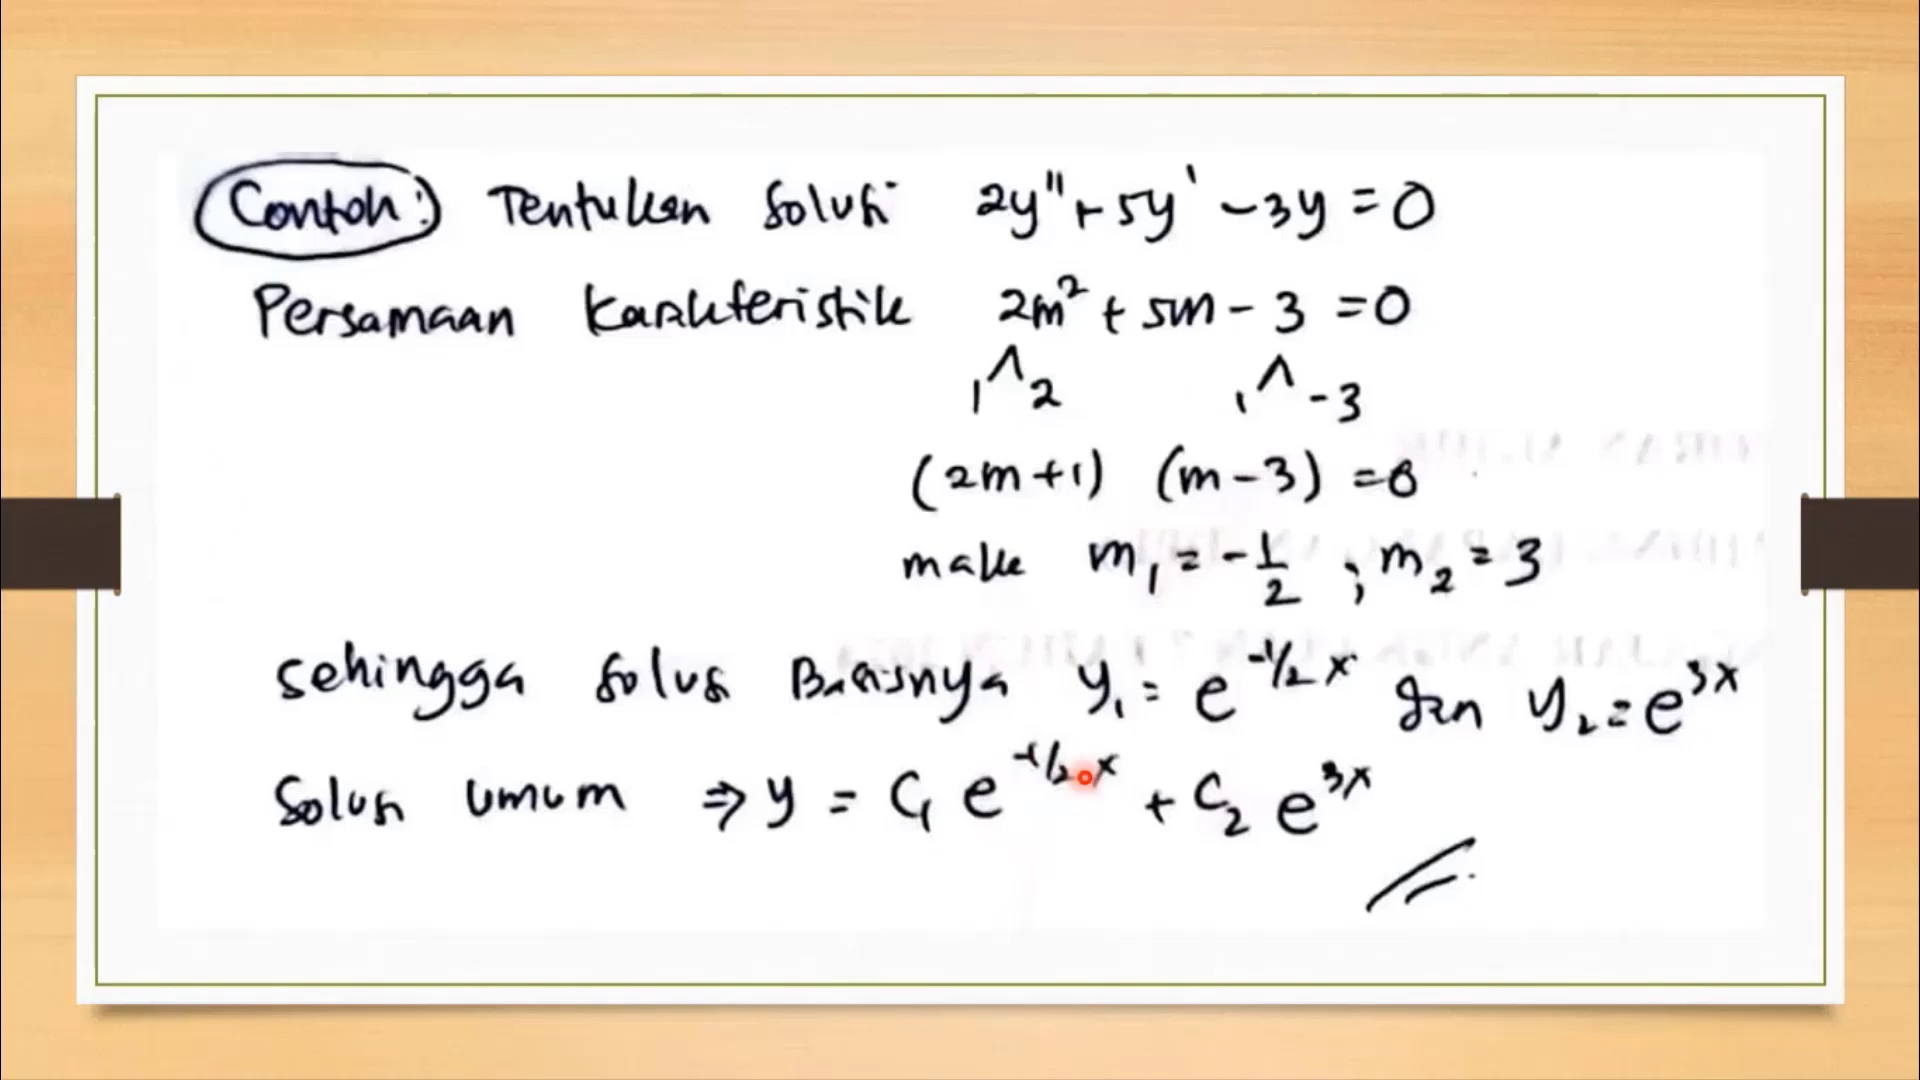 Contoh: Tentukan Solusi 2y" + 5y' - 3y = 0
Persamaan Karakteristik 2m² + 5m - 3 = 0
1 ^ 2 1 ^ -3
(2m+1) (m-3) = 0
maka m₁ = -1/2 ; m₂ = 3
sehingga solusi Basisnya y₁ = e^{-1/2 x} dan y₂ = e^{3x}
Solusi umum ⇒ y = C₁ e^{-1/2 x} + C₂ e^{3x}